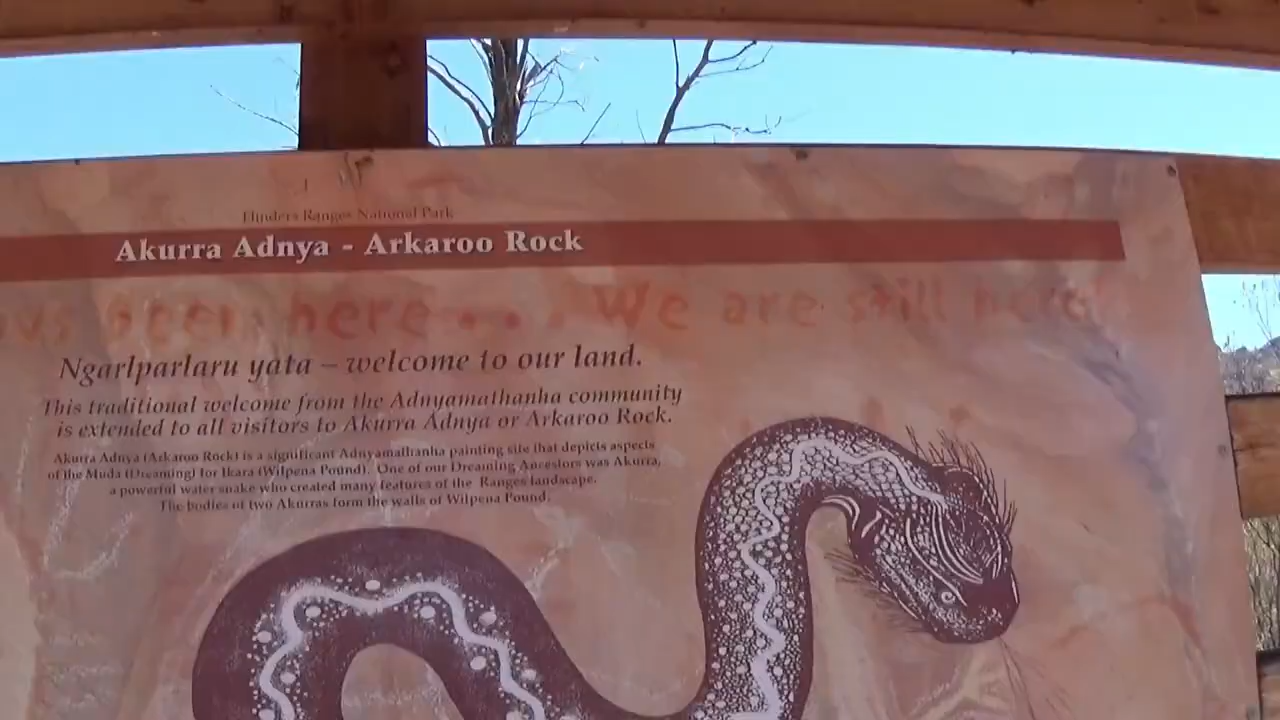 Flinders Ranges National Park
Akurra Adnya - Arkaroo Rock
been here... We are still here
Ngarlparlaru yata – welcome to our land.
This traditional welcome from the Adnyamathanha community
is extended to all visitors to Akurra Adnya or Arkaroo Rock.
Akurra Adnya (Arkaroo Rock) is a significant Adnyamathanha painting site that depicts aspects
of the Muda (Dreaming) for Ikara (Wilpena Pound). One of our Dreaming Ancestors was Akurra,
a powerful water snake who created many features of the Ranges landscape.
The bodies of two Akurras form the walls of Wilpena Pound.